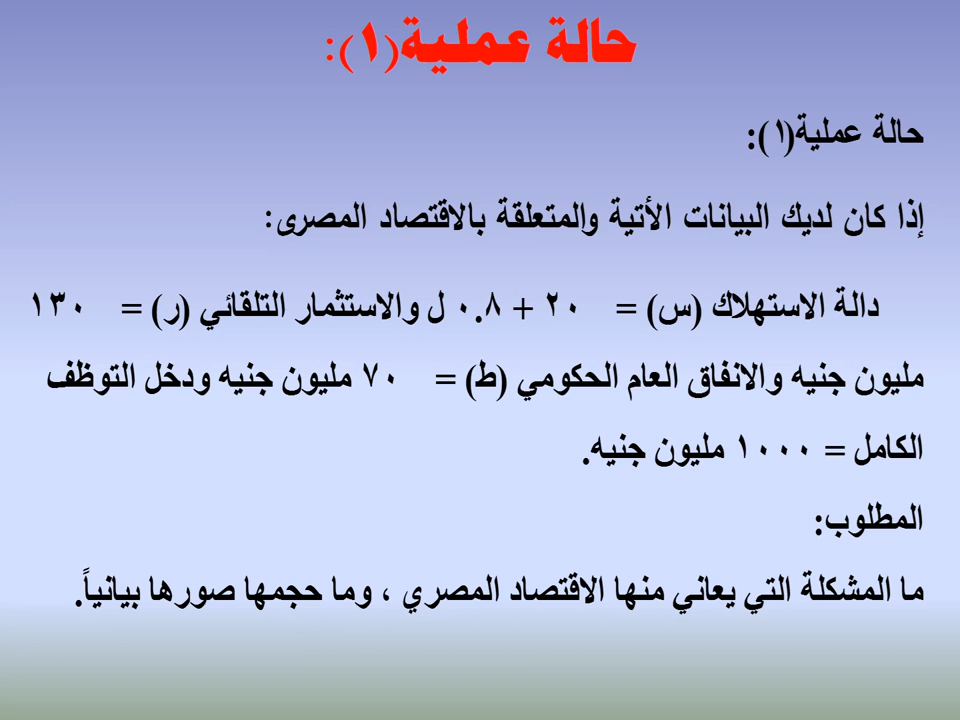 حالة عملية(١):
حالة عملية(١):
إذا كان لديك البيانات الأتية والمتعلقة بالاقتصاد المصرى:
دالة الاستهلاك (س) = ٢٠ + ٠.٨ ل والاستثمار التلقائي (ر) = ١٣٠
مليون جنيه والانفاق العام الحكومي (ط) = ٧٠ مليون جنيه ودخل التوظف
الكامل = ١٠٠٠ مليون جنيه.
المطلوب:
ما المشكلة التي يعاني منها الاقتصاد المصري ، وما حجمها صورها بيانياً.